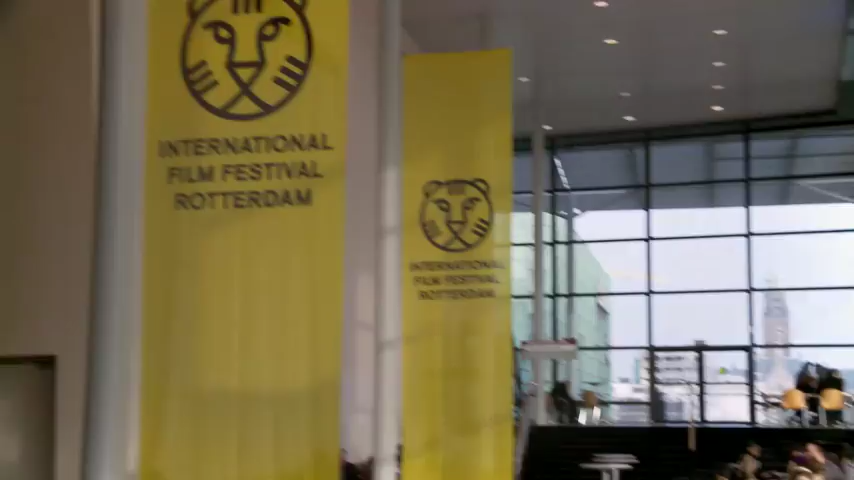 INTERNATIONAL
FILM FESTIVAL
ROTTERDAM
INTERNATIONAL
FILM FESTIVAL
ROTTERDAM